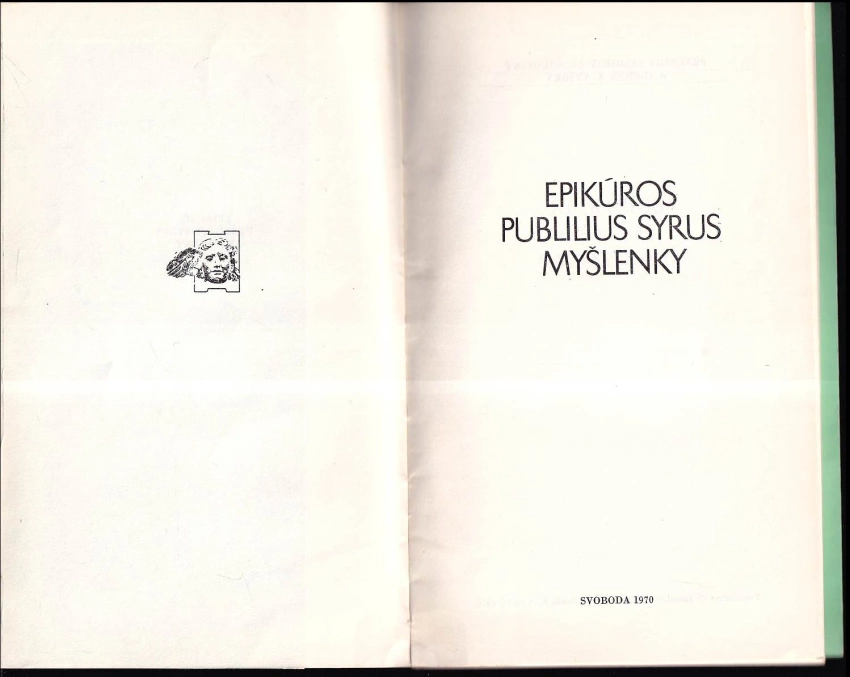 EPIKÚROS
PUBLILIUS SYRUS
MYŠLENKY
SVOBODA 1970